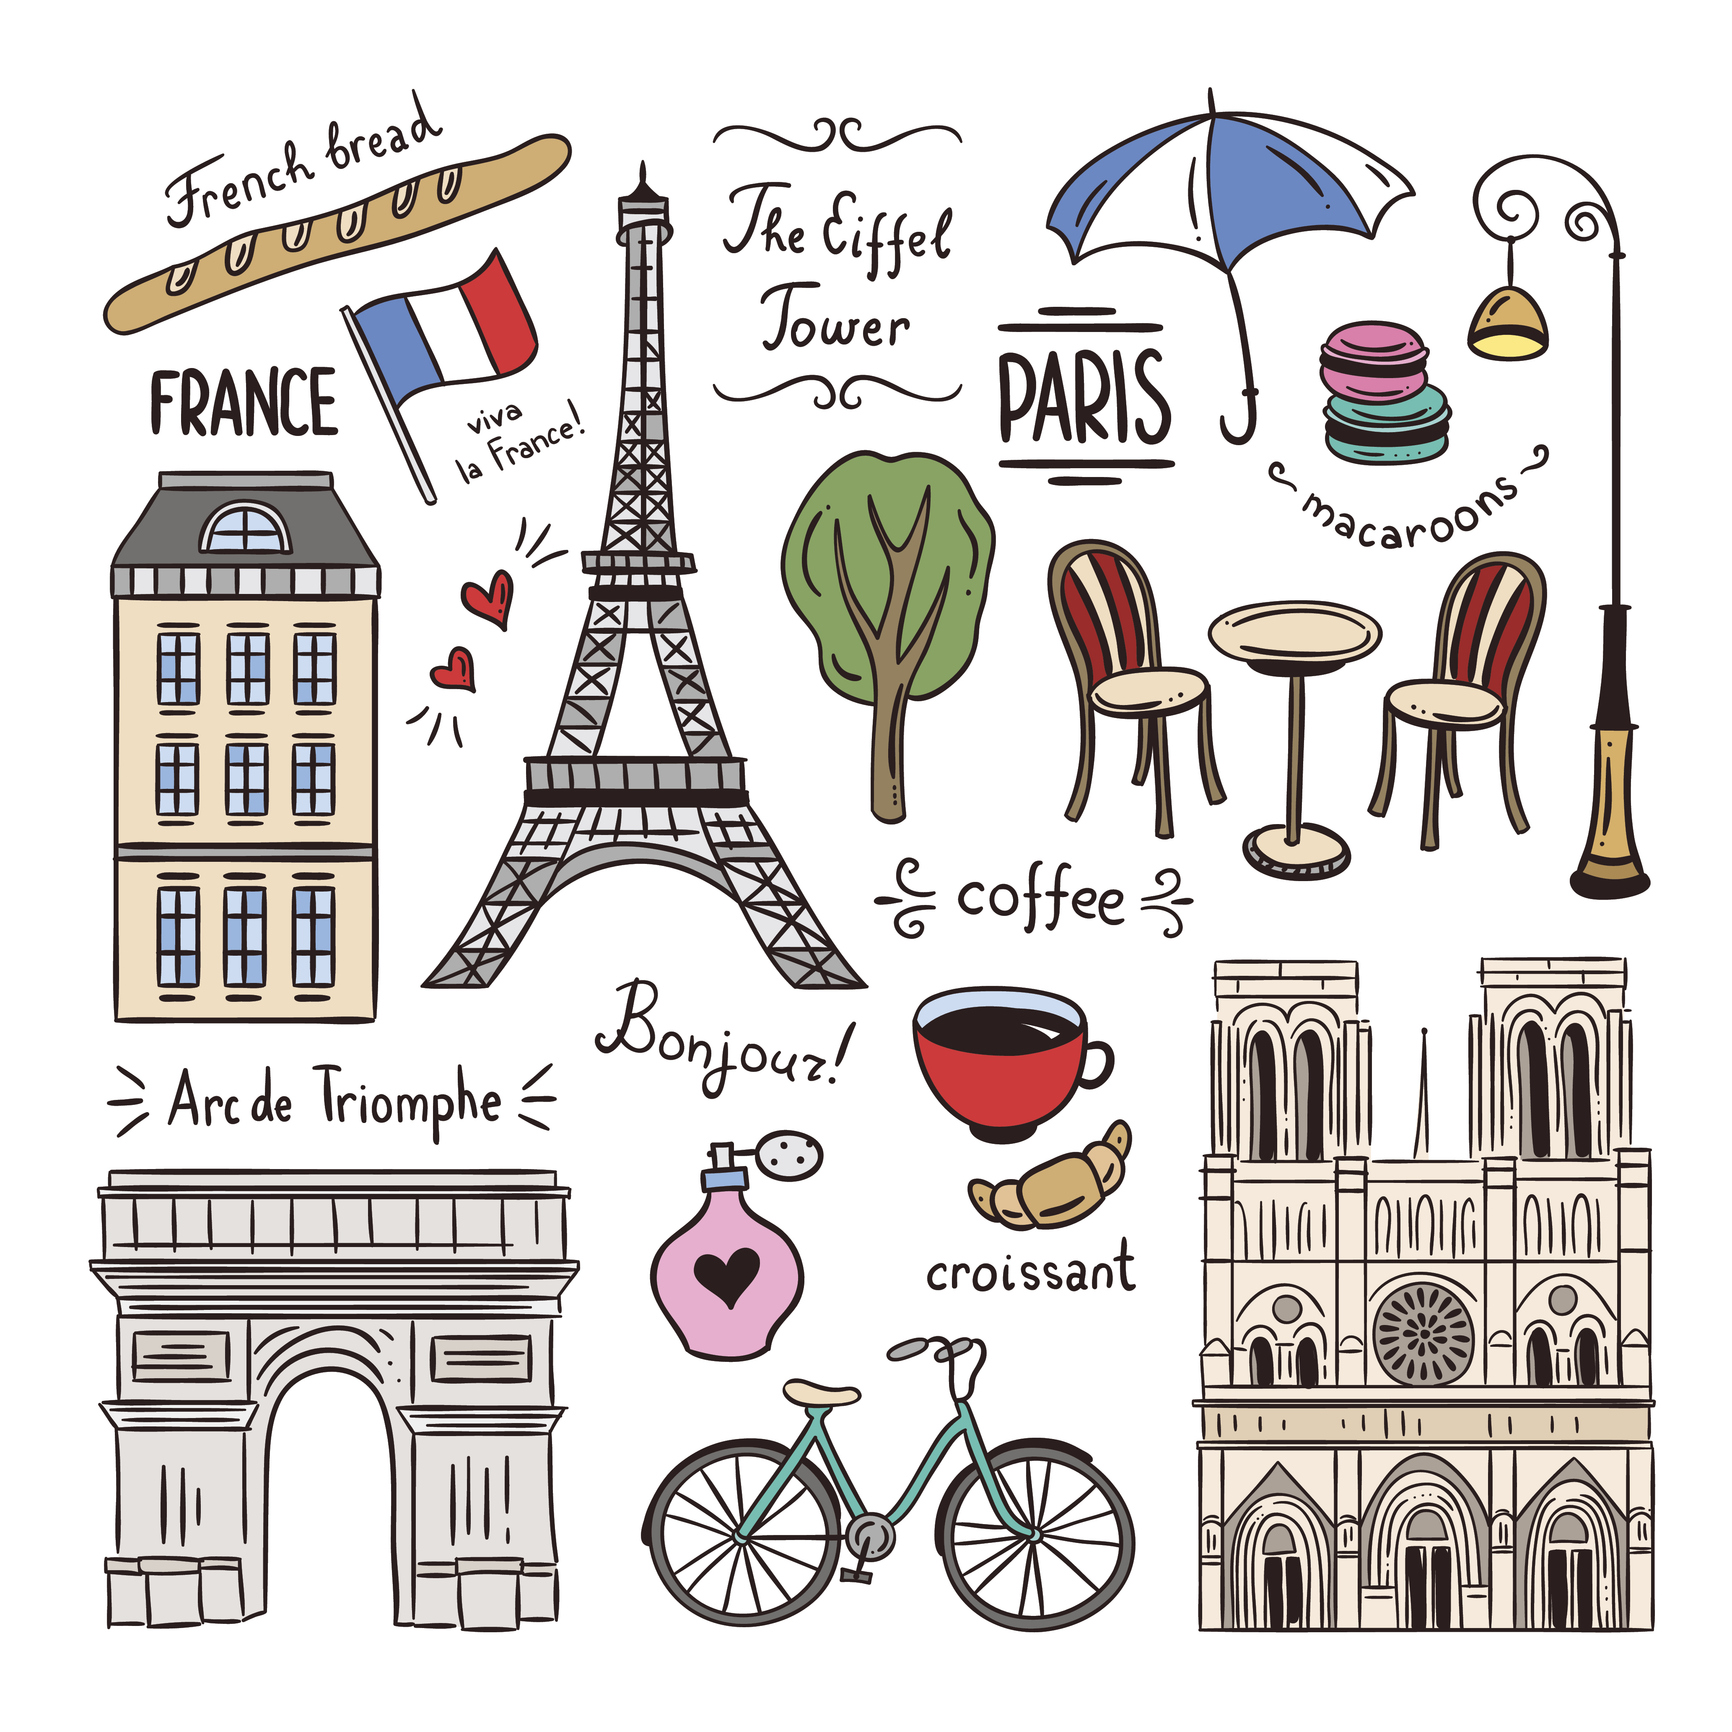 French bread
The Eiffel
Tower
FRANCE
viva
la France!
PARIS
macaroons
coffee
Bonjour!
Arc de Triomphe
croissant